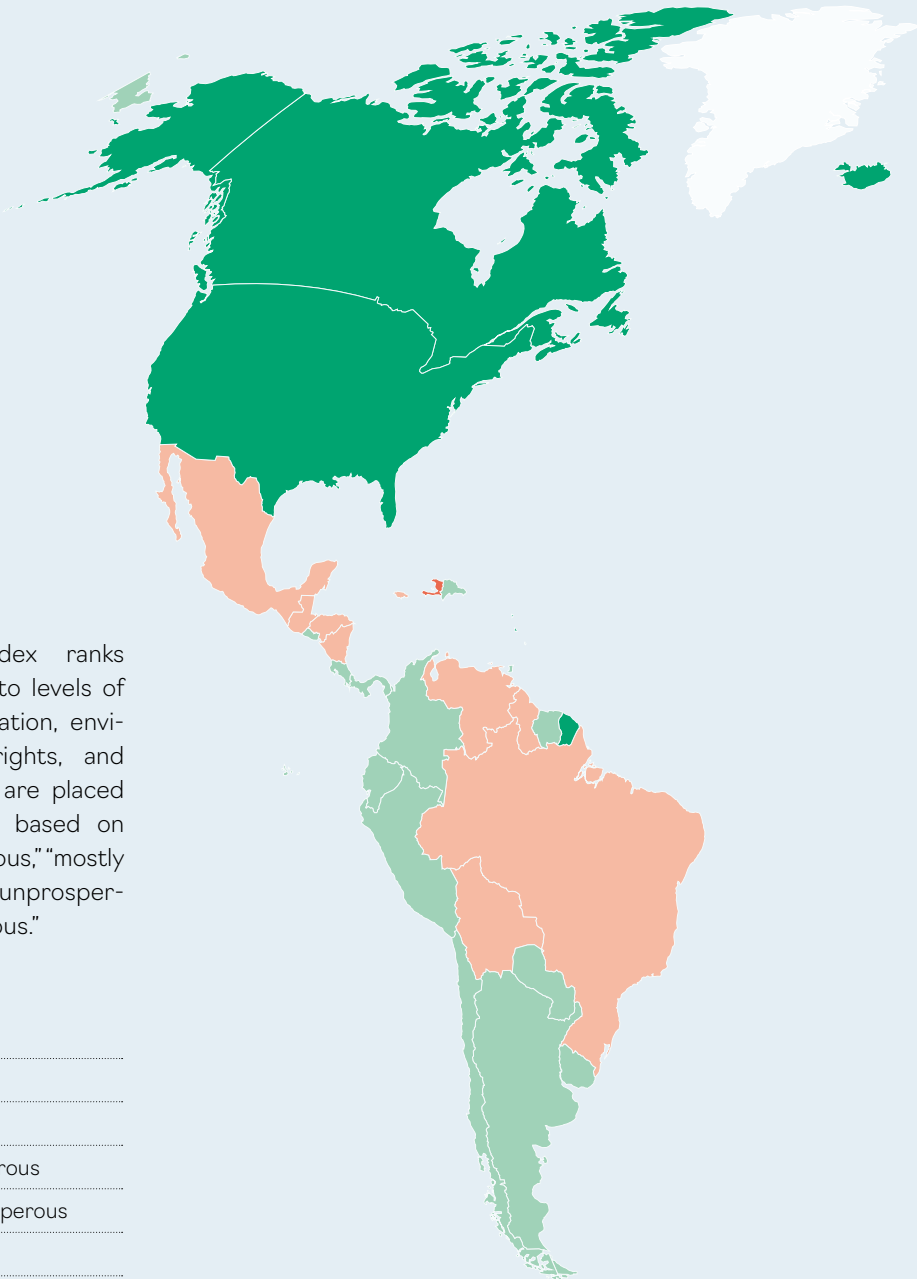 dex ranks
to levels of
ation, envi-
rights, and
are placed
based on
ous,” “mostly
unprosper-
ous.”
rous
perous